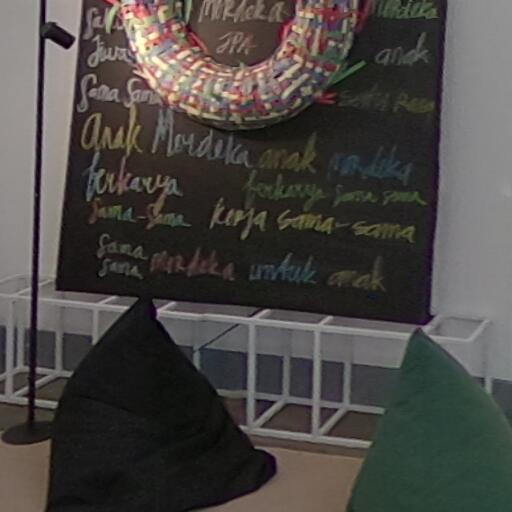 Merdeka Merdeka
Jiwa JPA anak
Sama Sama
Anak Merdeka anak merdeka
berkarya berkarya sama sama
Sama-Sama Kerja sama-sama
Sama
sama merdeka untuk anak